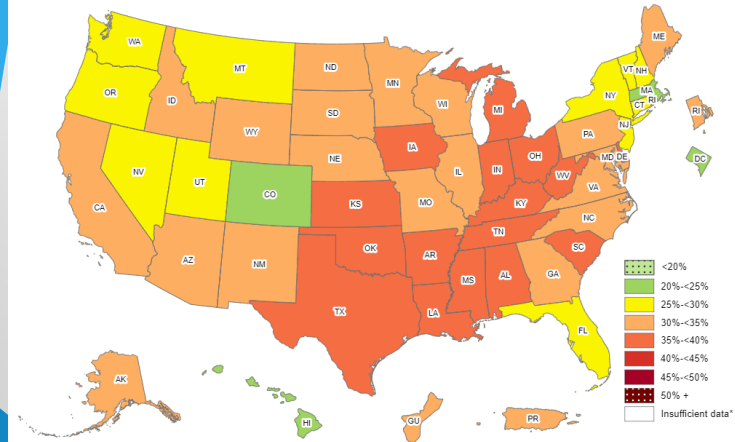 WA
MT
ND
MN
ME
OR
ID
WY
SD
WI
MI
VT
NH
NY
MA
RI
CT
RI
NV
UT
CO
NE
IA
IL
IN
OH
PA
NJ
MD
DE
DC
CA
AZ
NM
KS
MO
KY
WV
VA
OK
AR
TN
NC
SC
TX
LA
MS
AL
GA
FL
AK
HI
GU
PR
<20%
20%-<25%
25%-<30%
30%-<35%
35%-<40%
40%-<45%
45%-<50%
50% +
Insufficient data*